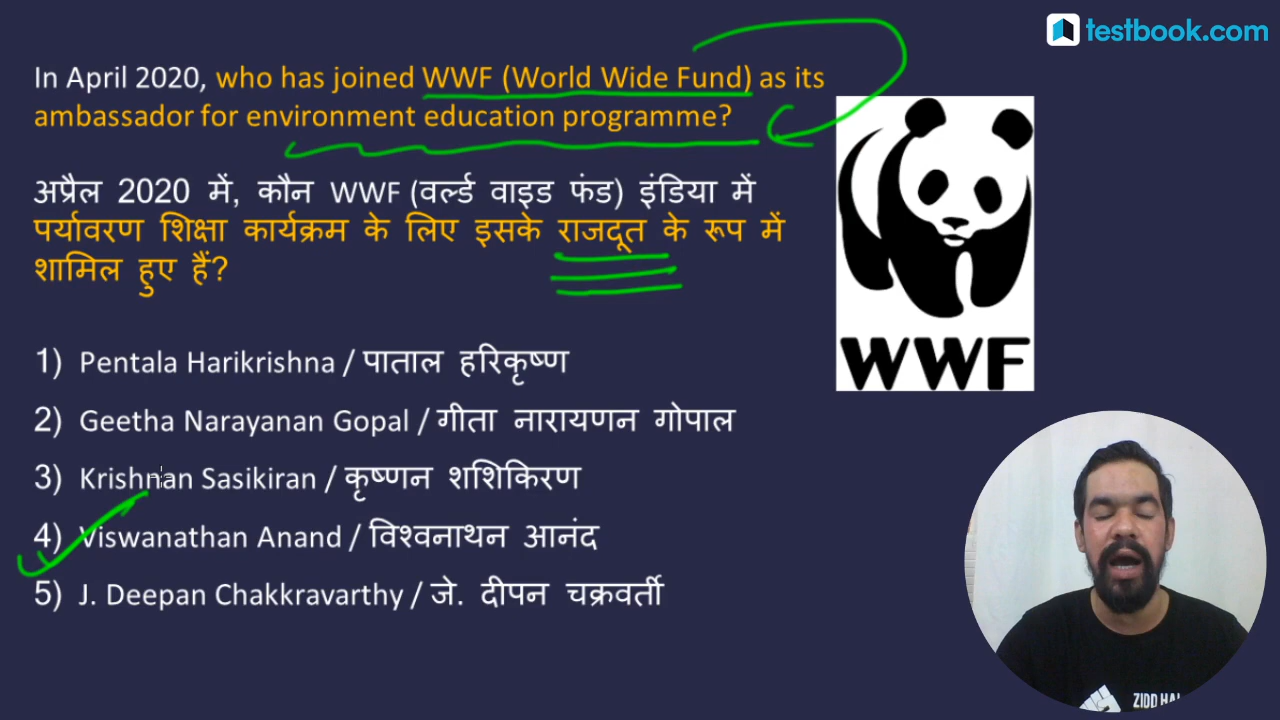 testbook.com
In April 2020, who has joined WWF (World Wide Fund) as its
ambassador for environment education programme?
अप्रैल 2020 में, कौन WWF (वर्ल्ड वाइड फंड) इंडिया में
पर्यावरण शिक्षा कार्यक्रम के लिए इसके राजदूत के रूप में
शामिल हुए हैं?
WWF
1) Pentala Harikrishna / पाताल हरिकृष्ण
2) Geetha Narayanan Gopal / गीता नारायणन गोपाल
3) Krishnan Sasikiran / कृष्णन शशिकिरण
4) Viswanathan Anand / विश्वनाथन आनंद
5) J. Deepan Chakkravarthy / जे. दीपन चक्रवर्ती
ZIDD